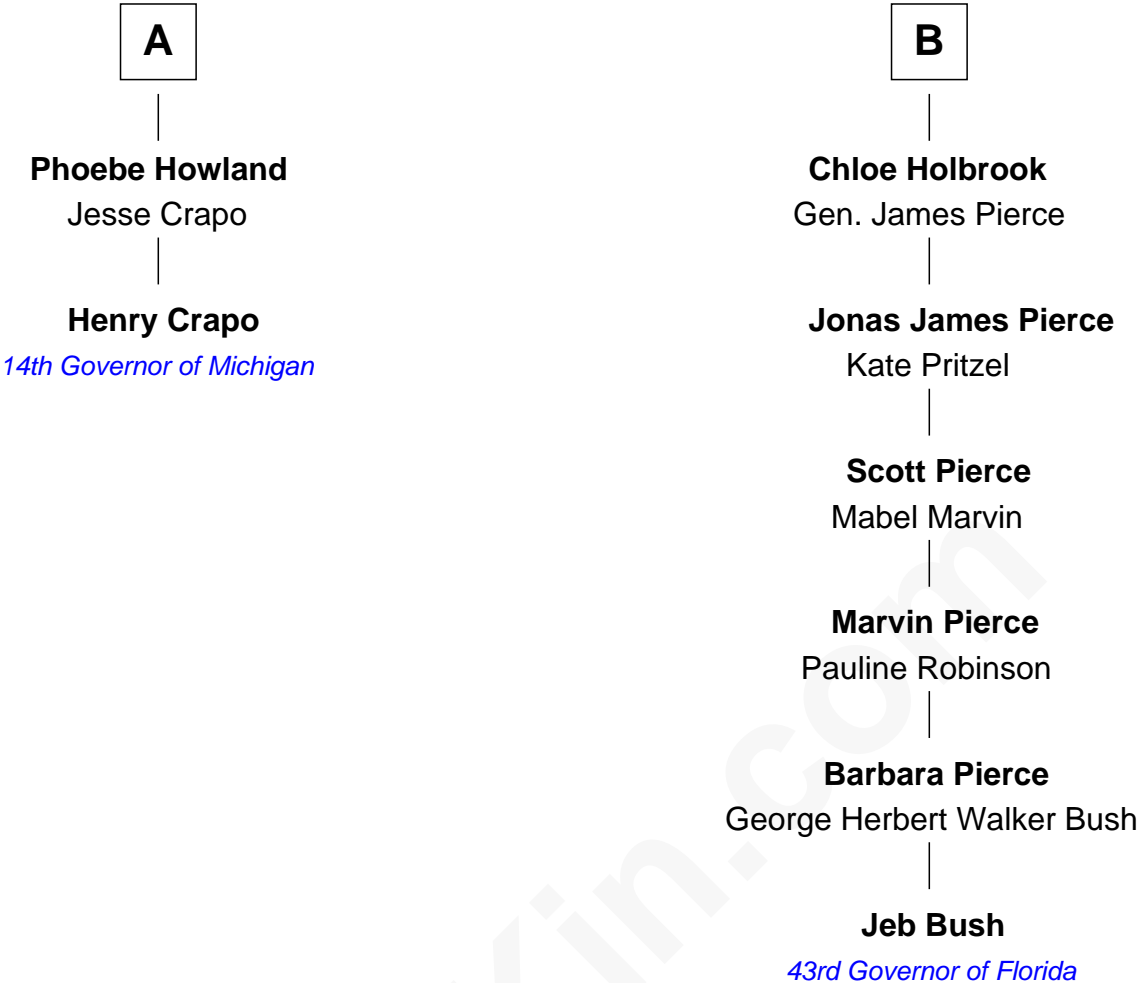 A
Phoebe Howland
Jesse Crapo
Henry Crapo
14th Governor of Michigan
B
Chloe Holbrook
Gen. James Pierce
Jonas James Pierce
Kate Pritzel
Scott Pierce
Mabel Marvin
Marvin Pierce
Pauline Robinson
Barbara Pierce
George Herbert Walker Bush
Jeb Bush
43rd Governor of Florida